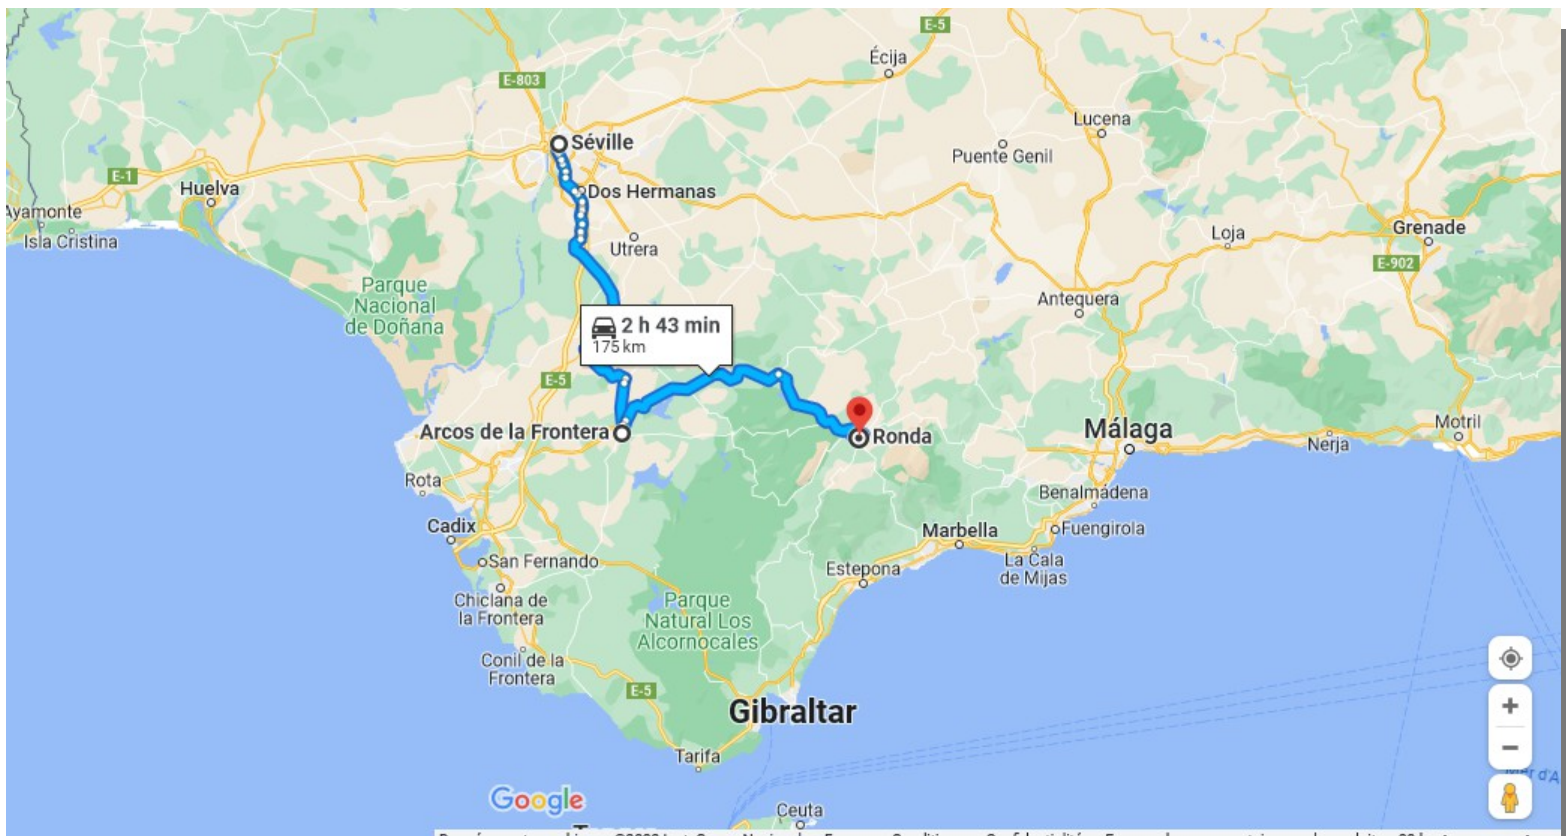 E-5
Écija
E-803
Lucena
Séville
Puente Genil
E-1
Huelva
Dos Hermanas
Ayamonte
Isla Cristina
Utrera
Loja
Grenade
E-902
Parque
Nacional
de Doñana
Antequera
2 h 43 min
175 km
E-5
Arcos de la Frontera
Ronda
Málaga
Motril
Nerja
Rota
Benalmádena
Cadix
Marbella
Fuengirola
San Fernando
Estepona
La Cala
de Mijas
Chiclana de
la Frontera
Parque
Natural Los
Alcornocales
Conil de la
Frontera
E-5
Gibraltar
Tarifa
Mer d'A
Google
Ceuta